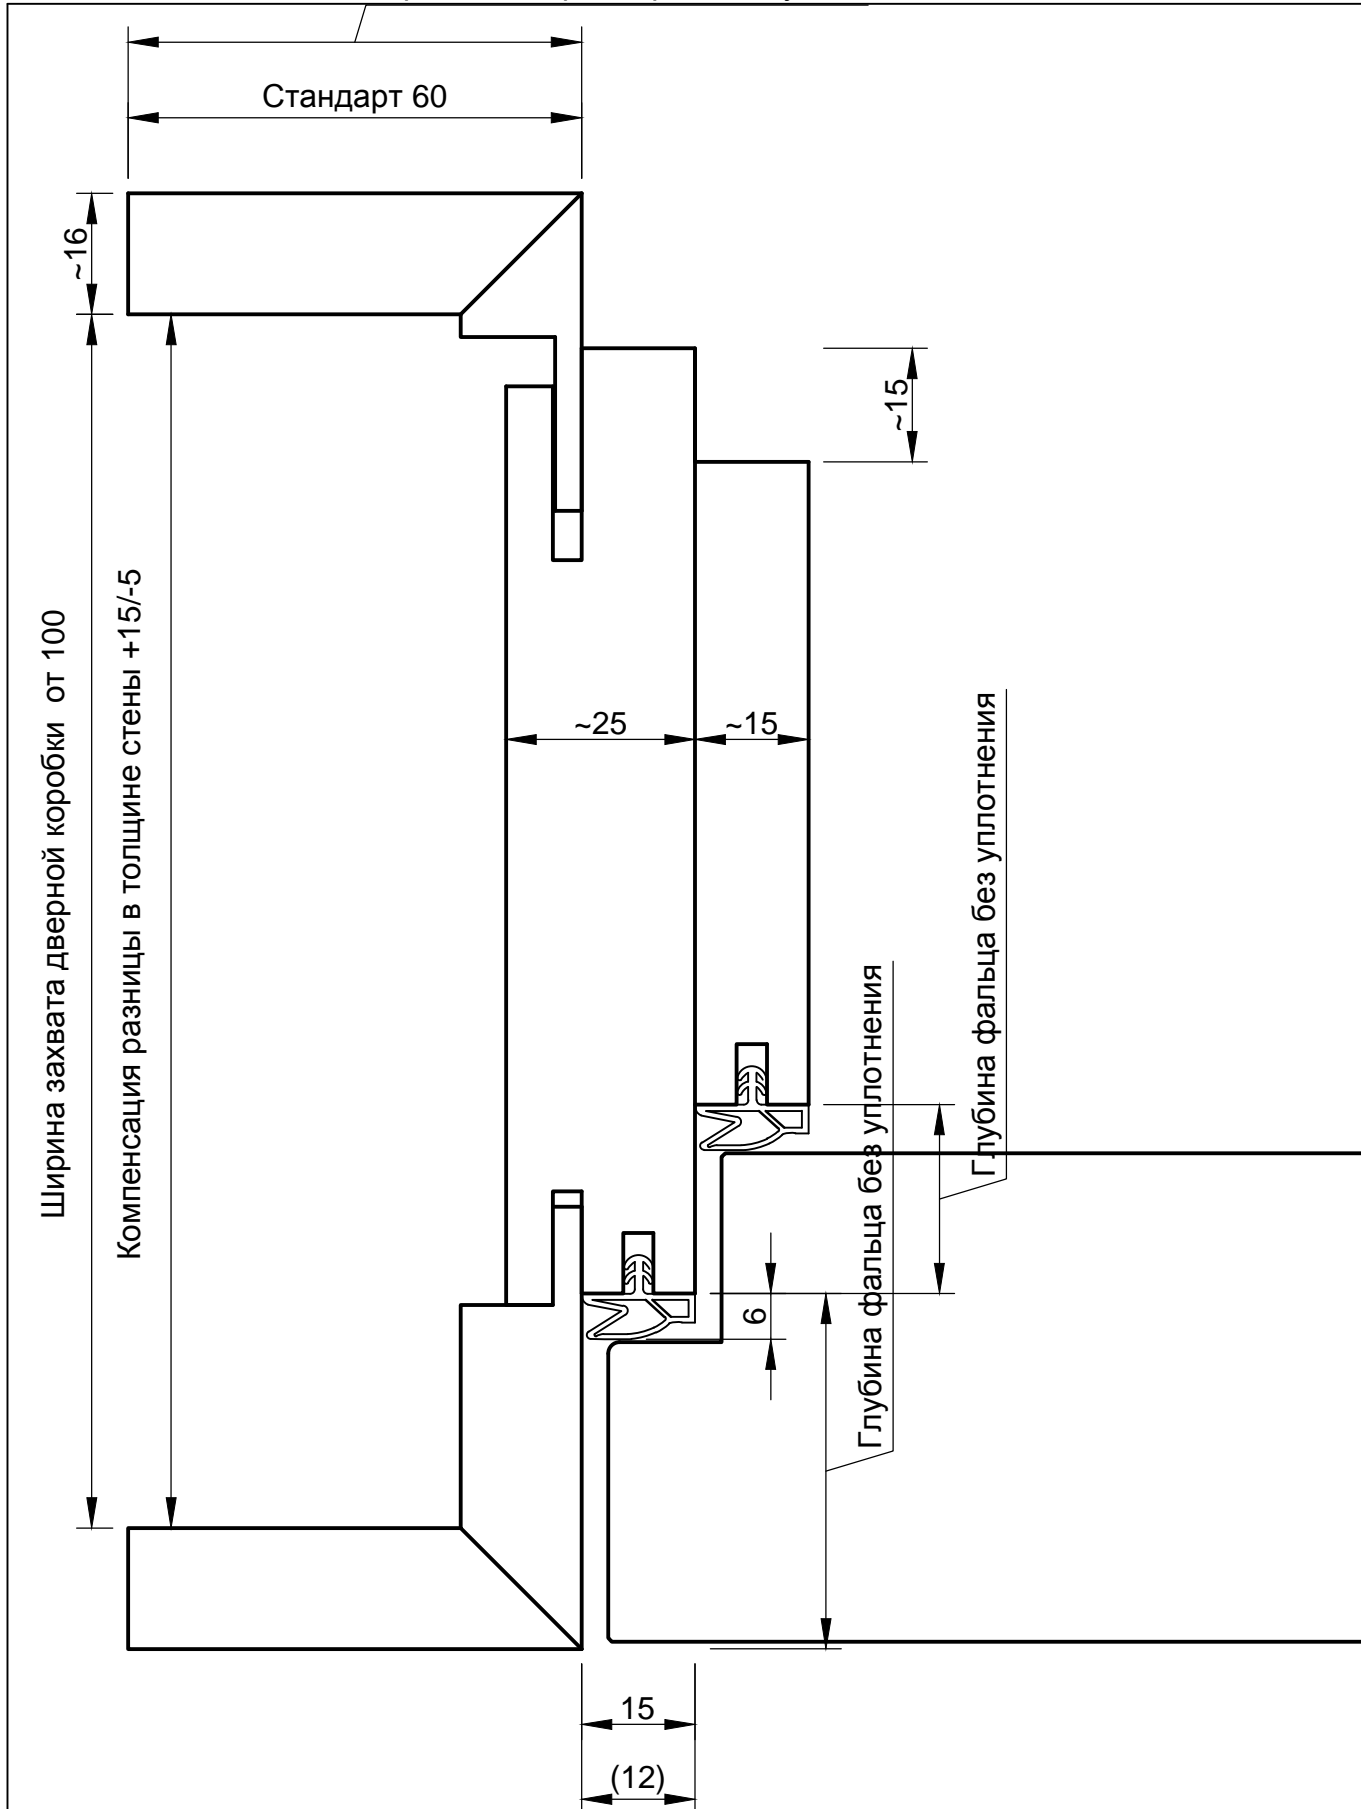 Стандарт 60
~16
~15
Ширина захвата дверной коробки от 100
Компенсация разницы в толщине стены +15/-5
~25
~15
Глубина фальца без уплотнения
Глубина фальца без уплотнения
6
15
(12)